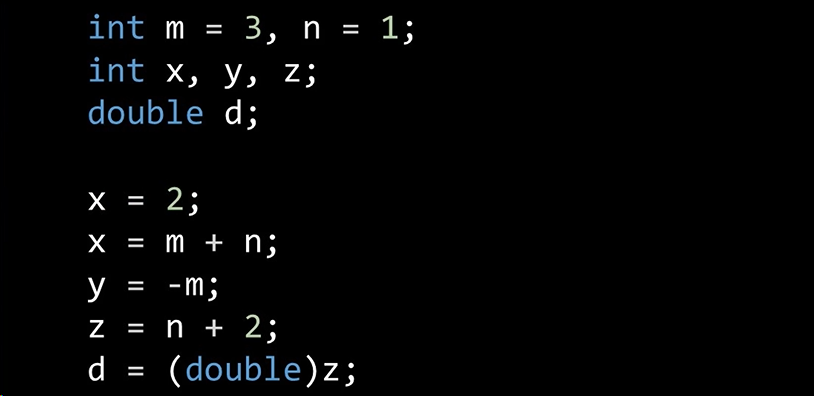 int m = 3, n = 1;
int x, y, z;
double d;
x = 2;
x = m + n;
y = -m;
z = n + 2;
d = (double)z;